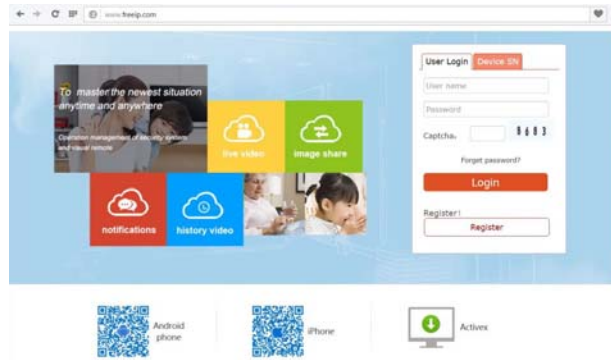 www.freeip.com
To master the newest situation
anytime and anywhere
Operation management of security system
and visual remote
live video
image share
notifications
history video
User Login
Device SN
User name
Password
Captcha:
8683
Forget password?
Login
Register!
Register
Android
phone
iPhone
Activex